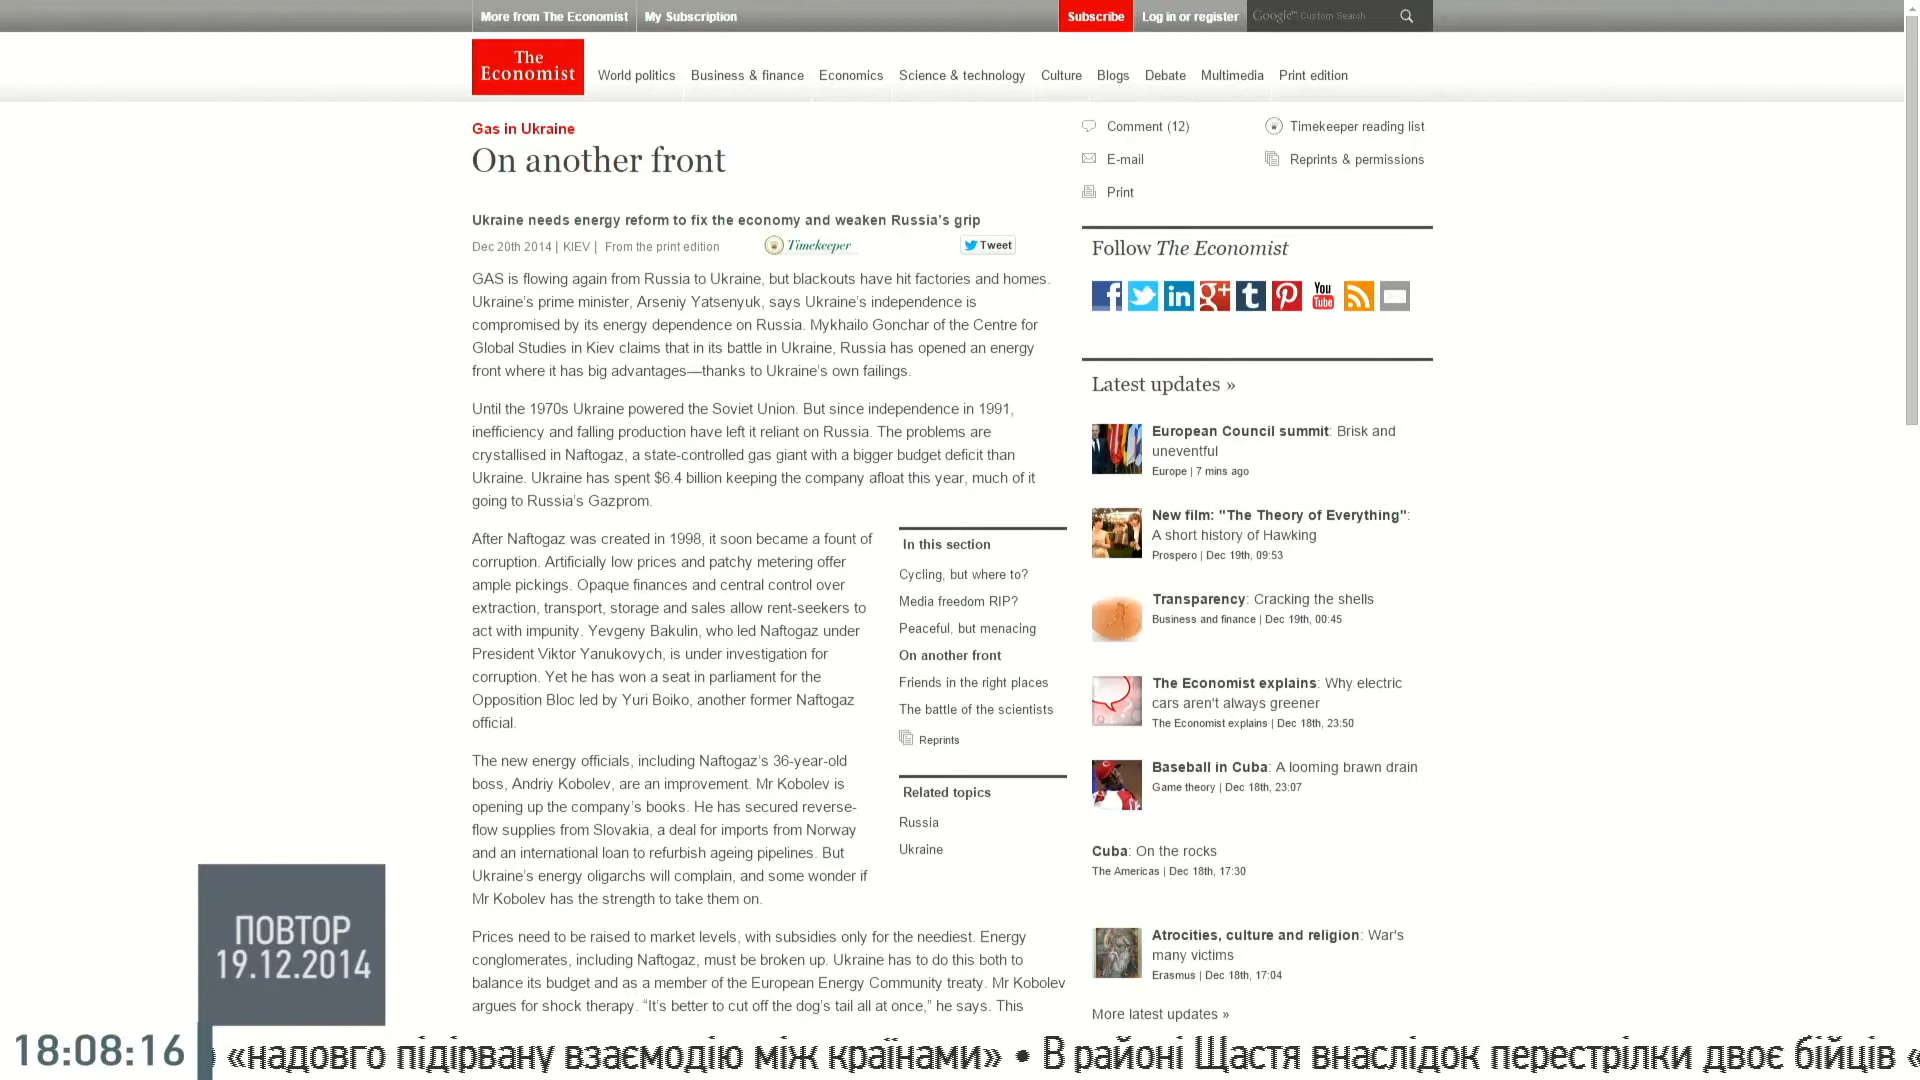 More from The Economist
My Subscription
Subscribe
Log in or register
Google™ Custom Search
The
Economist
World politics
Business & finance
Economics
Science & technology
Culture
Blogs
Debate
Multimedia
Print edition
Gas in Ukraine
On another front
Ukraine needs energy reform to fix the economy and weaken Russia's grip
Dec 20th 2014 | KIEV | From the print edition
Timekeeper
Tweet
GAS is flowing again from Russia to Ukraine, but blackouts have hit factories and homes.
Ukraine's prime minister, Arseniy Yatsenyuk, says Ukraine's independence is
compromised by its energy dependence on Russia. Mykhailo Gonchar of the Centre for
Global Studies in Kiev claims that in its battle in Ukraine, Russia has opened an energy
front where it has big advantages—thanks to Ukraine's own failings.
Until the 1970s Ukraine powered the Soviet Union. But since independence in 1991,
inefficiency and falling production have left it reliant on Russia. The problems are
crystallised in Naftogaz, a state-controlled gas giant with a bigger budget deficit than
Ukraine. Ukraine has spent $6.4 billion keeping the company afloat this year, much of it
going to Russia's Gazprom.
After Naftogaz was created in 1998, it soon became a fount of
corruption. Artificially low prices and patchy metering offer
ample pickings. Opaque finances and central control over
extraction, transport, storage and sales allow rent-seekers to
act with impunity. Yevgeny Bakulin, who led Naftogaz under
President Viktor Yanukovych, is under investigation for
corruption. Yet he has won a seat in parliament for the
Opposition Bloc led by Yuri Boiko, another former Naftogaz
official.
The new energy officials, including Naftogaz's 36-year-old
boss, Andriy Kobolev, are an improvement. Mr Kobolev is
opening up the company's books. He has secured reverse-
flow supplies from Slovakia, a deal for imports from Norway
and an international loan to refurbish ageing pipelines. But
Ukraine's energy oligarchs will complain, and some wonder if
Mr Kobolev has the strength to take them on.
Prices need to be raised to market levels, with subsidies only for the neediest. Energy
conglomerates, including Naftogaz, must be broken up. Ukraine has to do this both to
balance its budget and as a member of the European Energy Community treaty. Mr Kobolev
argues for shock therapy. “It's better to cut off the dog's tail all at once,” he says. This
In this section
Cycling, but where to?
Media freedom RIP?
Peaceful, but menacing
On another front
Friends in the right places
The battle of the scientists
Reprints
Related topics
Russia
Ukraine
Comment (12)
Timekeeper reading list
E-mail
Reprints & permissions
Print
Follow The Economist
You
Tube
Latest updates »
European Council summit: Brisk and
uneventful
Europe | 7 mins ago
New film: "The Theory of Everything":
A short history of Hawking
Prospero | Dec 19th, 09:53
Transparency: Cracking the shells
Business and finance | Dec 19th, 00:45
The Economist explains: Why electric
cars aren't always greener
The Economist explains | Dec 18th, 23:50
Baseball in Cuba: A looming brawn drain
Game theory | Dec 18th, 23:07
Cuba: On the rocks
The Americas | Dec 18th, 17:30
Atrocities, culture and religion: War's
many victims
Erasmus | Dec 18th, 17:04
More latest updates »
ПОВТОР
19.12.2014
18:08:16
«надовго підірвану взаємодію між країнами» • В районі Щастя внаслідок перестрілки двоє бійців «